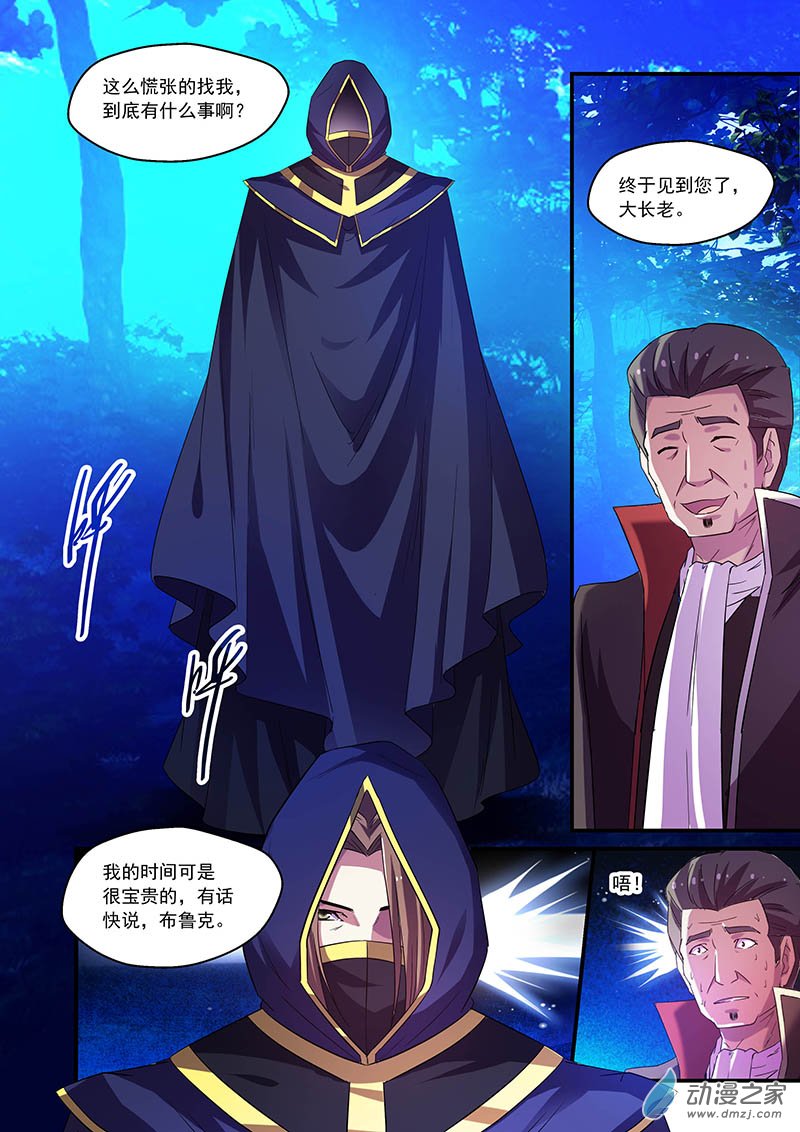 这么慌张的找我，
到底有什么事啊？
终于见到您了，
大长老。
呼
呼
我的时间可是
很宝贵的，有话
快说，布鲁克。
唔！
动漫之家
www.dmzj.com